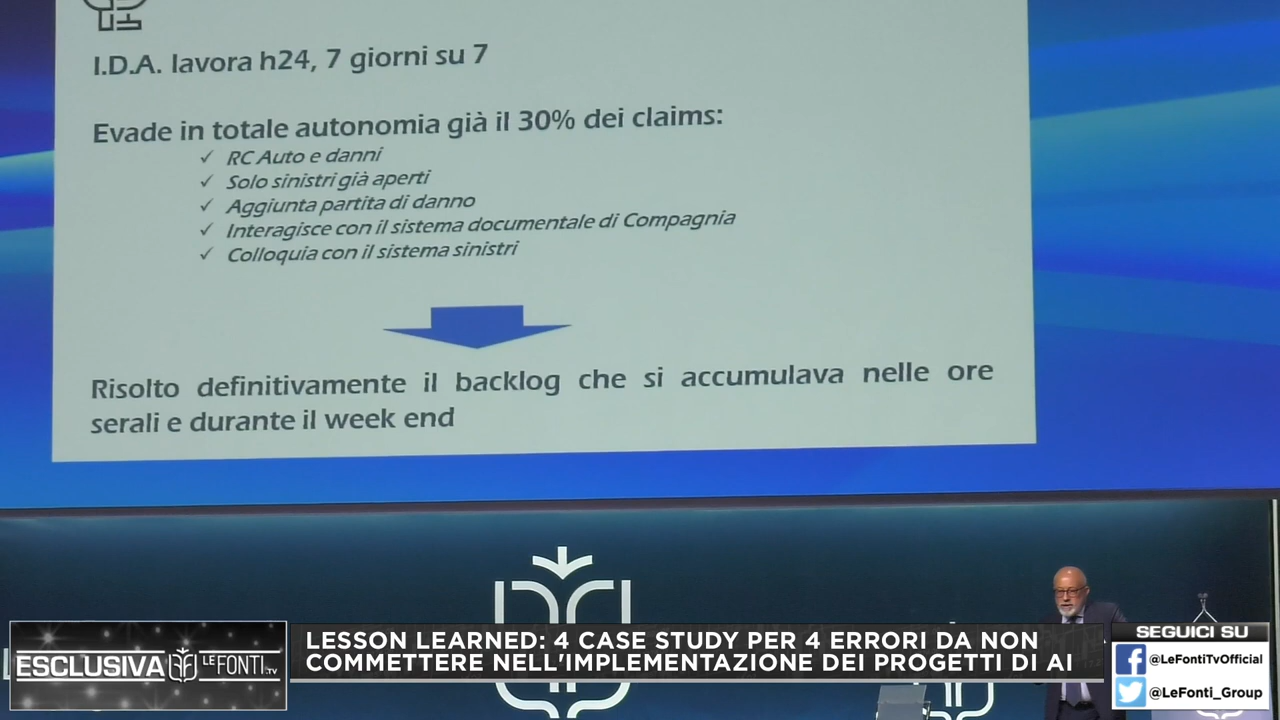 I.D.A. lavora h24, 7 giorni su 7
Evade in totale autonomia già il 30% dei claims:
✓ RC Auto e danni
✓ Solo sinistri già aperti
✓ Aggiunta partita di danno
✓ Interagisce con il sistema documentale di Compagnia
✓ Colloquia con il sistema sinistri
Risolto definitivamente il backlog che si accumulava nelle ore
serali e durante il week end
ESCLUSIVA LE FONTI.TV
LESSON LEARNED: 4 CASE STUDY PER 4 ERRORI DA NON
COMMETTERE NELL'IMPLEMENTAZIONE DEI PROGETTI DI AI
SEGUICI SU
@LeFontiTvOfficial
@LeFonti_Group